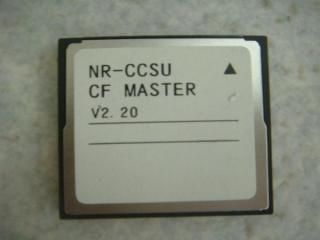 NR-CCSU ▲
CF MASTER
V2.20